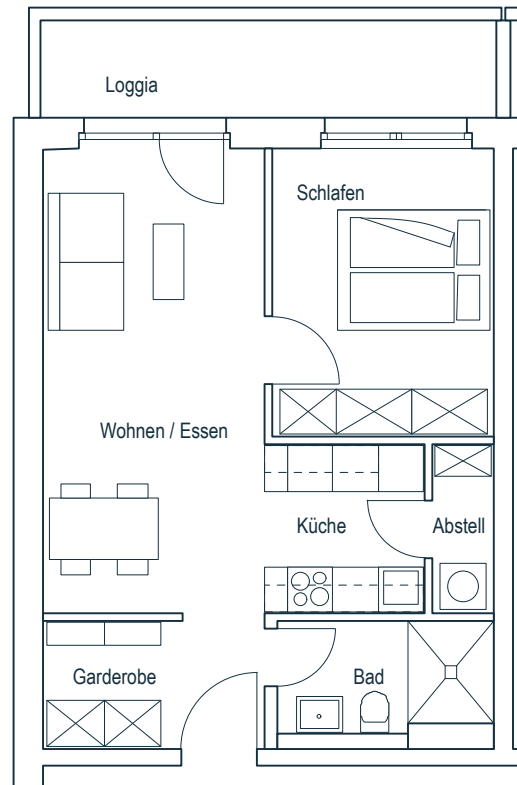 Loggia
Schlafen
Wohnen / Essen
Küche
Abstell
Garderobe
Bad